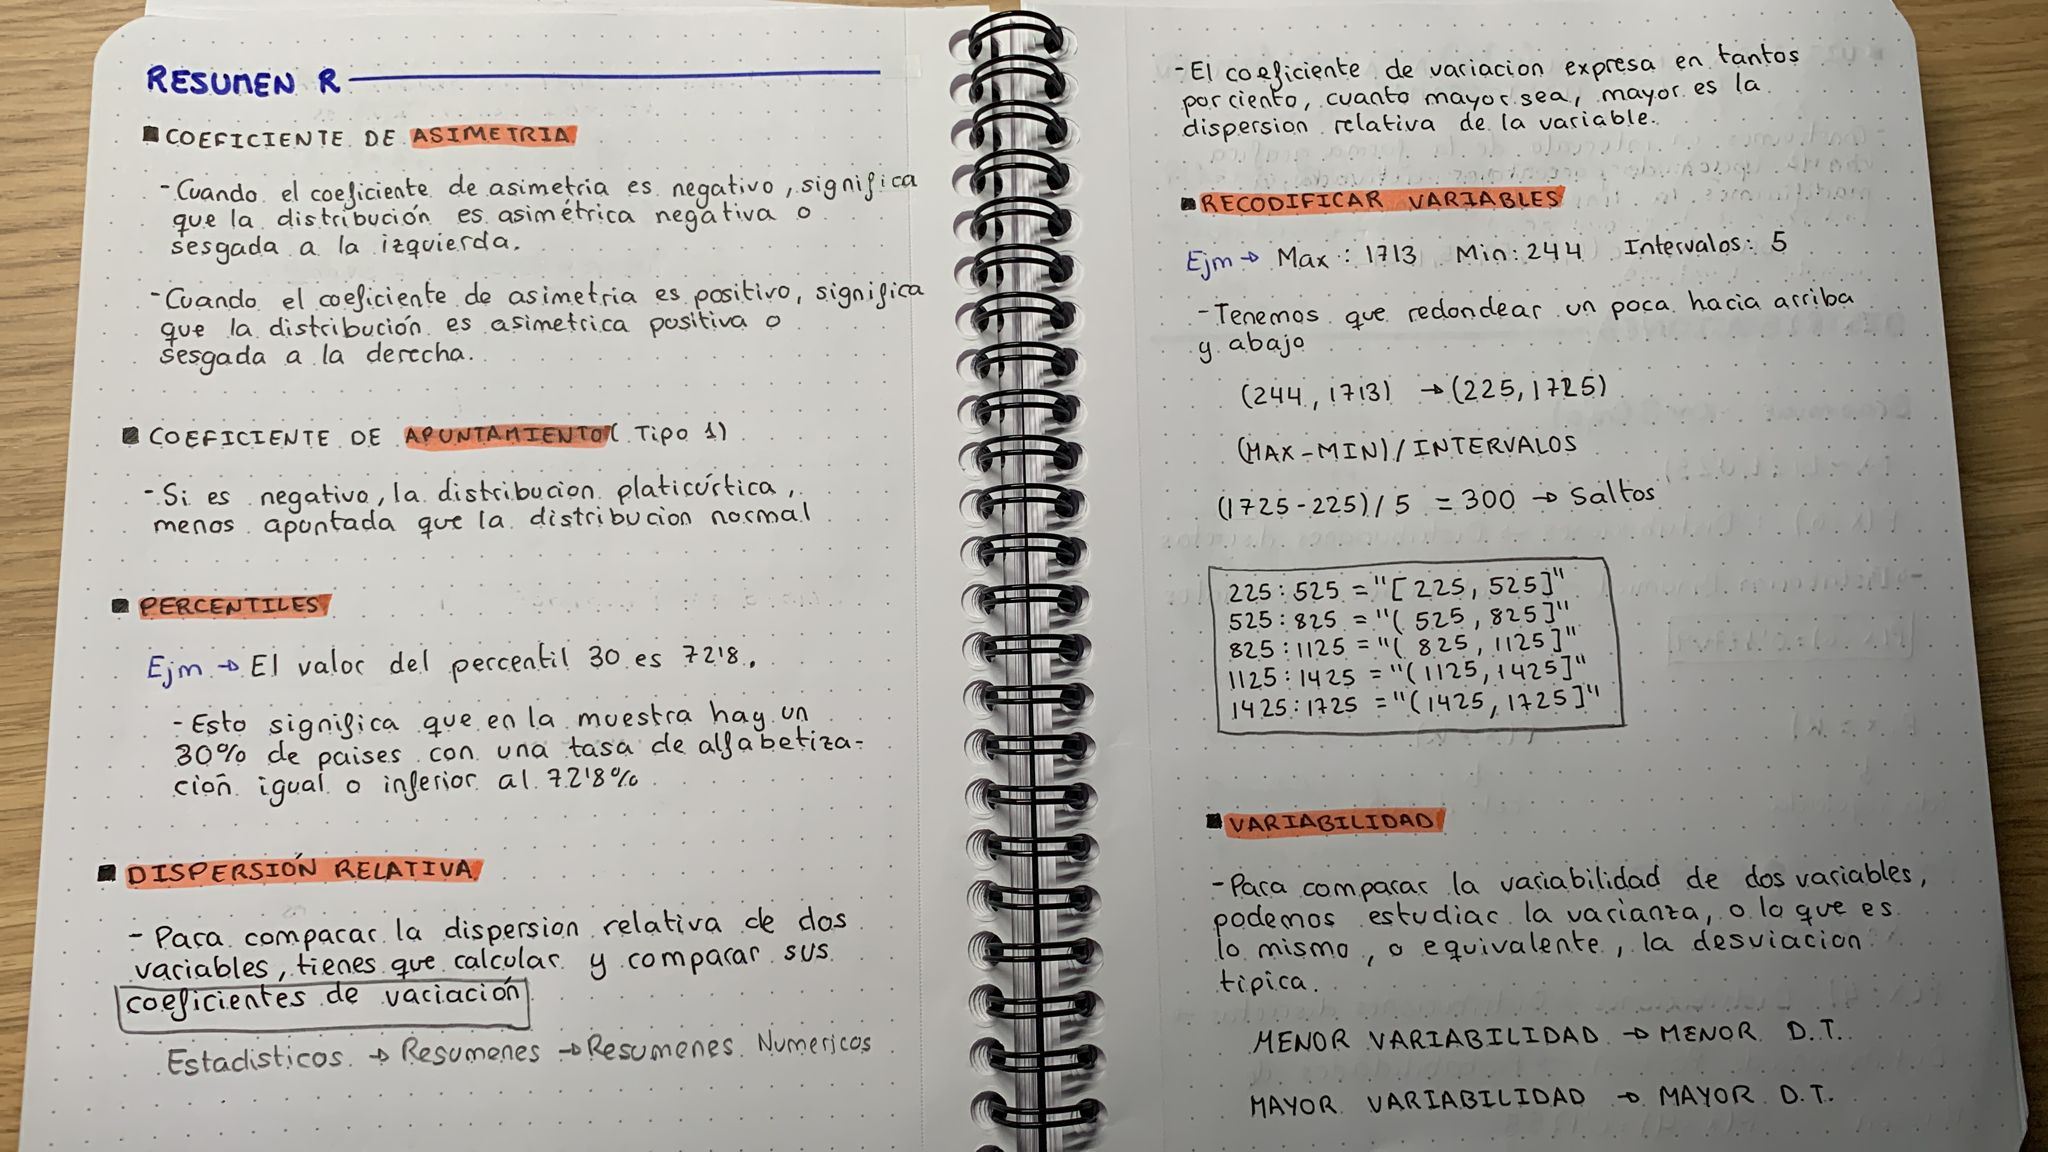 RESUMEN R
COEFICIENTE DE ASIMETRIA
- Cuando el coeficiente de asimetria es negativo, significa
que la distribución es asimétrica negativa o
sesgada a la izquierda.
- Cuando el coeficiente de asimetria es positivo, significa
que la distribución es asimetrica positiva o
sesgada a la derecha.
COEFICIENTE DE APUNTAMIENTO (Tipo 1)
- Si es negativo, la distribucion platicúrtica,
menos apuntada que la distribucion normal
PERCENTILES
Ejm → El valor del percentil 30 es 72'8.
- Esto significa que en la muestra hay un
30% de paises con una tasa de alfabetiza-
ción igual o inferior al 72'8%
DISPERSIÓN RELATIVA
- Para comparar la dispersion relativa de dos
variables, tienes que calcular y comparar sus
coeficientes de variación
Estadisticos → Resumenes → Resumenes Numericos
- El coeficiente de variacion expresa en tantos
por ciento, cuanto mayor sea, mayor es la
dispersion relativa de la variable.
RECODIFICAR VARIABLES
Ejm → Max : 1713 Min: 244 Intervalos: 5
- Tenemos que redondear un poca hacia arriba
y abajo
(244, 1713) → (225, 1725)
(MAX-MIN) / INTERVALOS
(1725-225) / 5 = 300 → Saltos
225:525 = "[225, 525]"
525:825 = "(525, 825]"
825:1125 = "(825, 1125]"
1125:1425 = "(1125, 1425]"
1425:1725 = "(1425, 1725]"
VARIABILIDAD
- Para comparar la variabilidad de dos variables,
podemos estudiar la varianza, o lo que es
lo mismo, o equivalente, la desviacion
tipica.
MENOR VARIABILIDAD → MENOR D.T.
MAYOR VARIABILIDAD → MAYOR D.T.